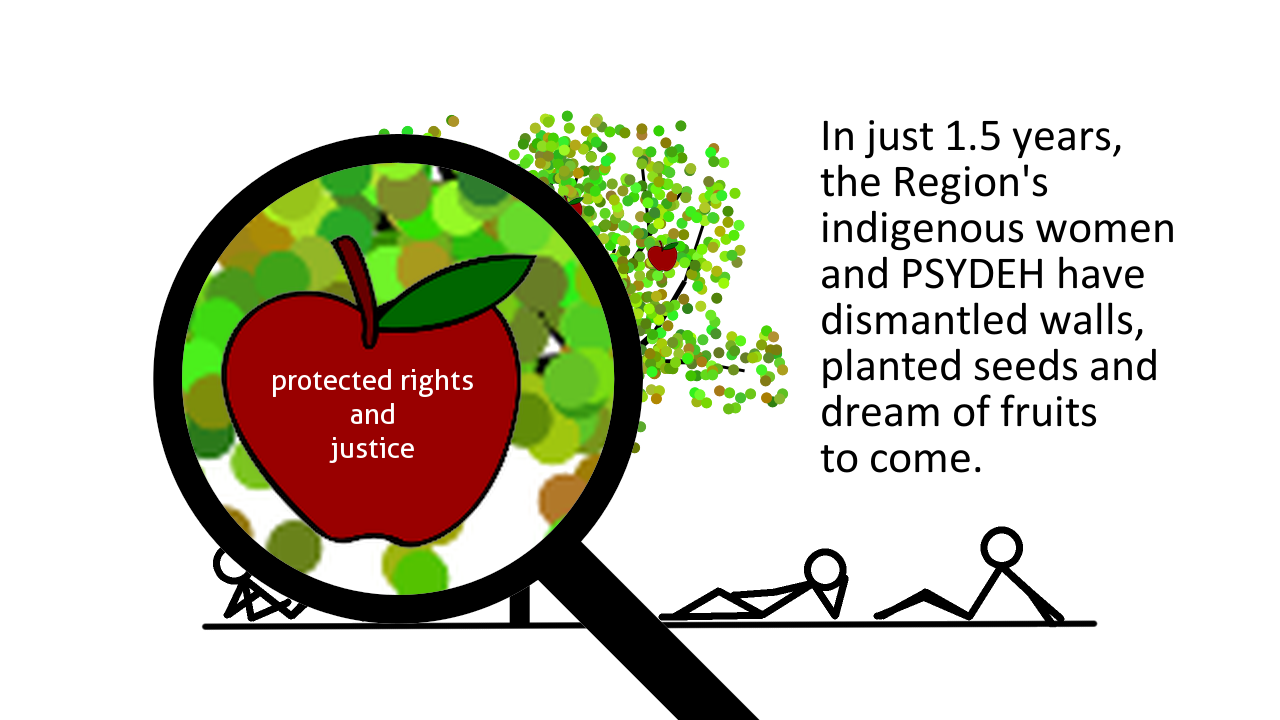 protected rights
and
justice
In just 1.5 years,
the Region's
indigenous women
and PSYDEH have
dismantled walls,
planted seeds and
dream of fruits
to come.